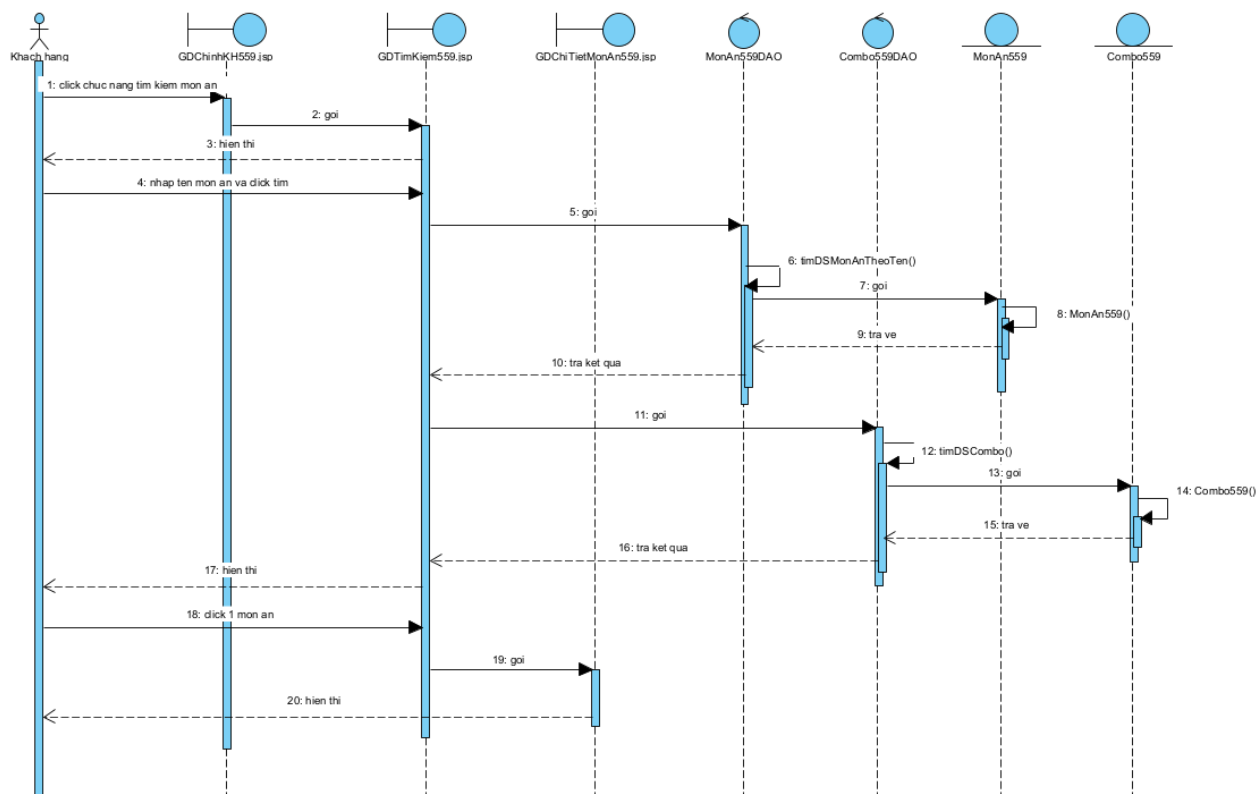 Khach hang
GDChinhKH559.jsp
GDTimKiem559.jsp
GDChiTietMonAn559.jsp
MonAn559DAO
Combo559DAO
MonAn559
Combo559
1: click chuc nang tim kiem mon an
2: goi
3: hien thi
4: nhap ten mon an va click tim
5: goi
6: timDSMonAnTheoTen()
7: goi
8: MonAn559()
9: tra ve
10: tra ket qua
11: goi
12: timDSCombo()
13: goi
14: Combo559()
15: tra ve
16: tra ket qua
17: hien thi
18: click 1 mon an
19: goi
20: hien thi